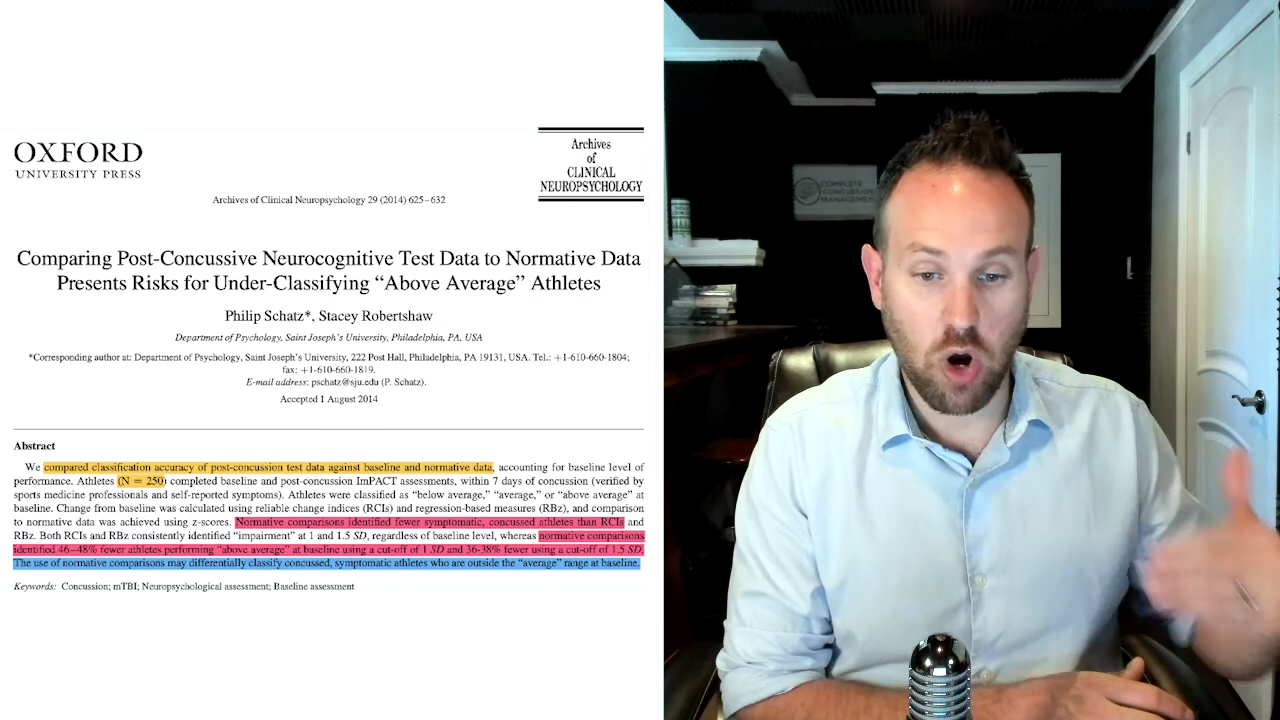 OXFORD
UNIVERSITY PRESS
Archives
of
CLINICAL
NEUROPSYCHOLOGY
Archives of Clinical Neuropsychology 29 (2014) 625–632
Comparing Post-Concussive Neurocognitive Test Data to Normative Data
Presents Risks for Under-Classifying “Above Average” Athletes
Philip Schatz*, Stacey Robertshaw
Department of Psychology, Saint Joseph’s University, Philadelphia, PA, USA
*Corresponding author at: Department of Psychology, Saint Joseph’s University, 222 Post Hall, Philadelphia, PA 19131, USA. Tel.: +1-610-660-1804;
fax: +1-610-660-1819.
E-mail address: pschatz@sju.edu (P. Schatz).
Accepted 1 August 2014
Abstract
We compared classification accuracy of post-concussion test data against baseline and normative data, accounting for baseline level of
performance. Athletes (N = 250) completed baseline and post-concussion ImPACT assessments, within 7 days of concussion (verified by
sports medicine professionals and self-reported symptoms). Athletes were classified as “below average,” “average,” or “above average” at
baseline. Change from baseline was calculated using reliable change indices (RCIs) and regression-based measures (RBz), and comparison
to normative data was achieved using z-scores. Normative comparisons identified fewer symptomatic, concussed athletes than RCIs and
RBz. Both RCIs and RBz consistently identified “impairment” at 1 and 1.5 SD, regardless of baseline level, whereas normative comparisons
identified 46–48% fewer athletes performing “above average” at baseline using a cut-off of 1 SD and 36-38% fewer using a cut-off of 1.5 SD.
The use of normative comparisons may differentially classify concussed, symptomatic athletes who are outside the “average” range at baseline.
Keywords: Concussion; mTBI; Neuropsychological assessment; Baseline assessment
COMPLETE
CONCUSSION
MANAGEMENT